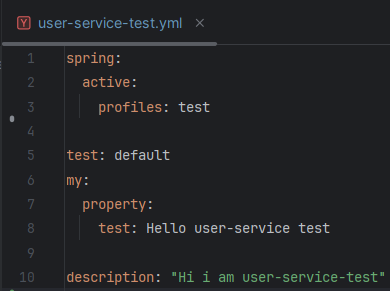 user-service-test.yml
1 spring:
2   active:
3     profiles: test
4
5 test: default
6 my:
7   property:
8     test: Hello user-service test
9
10 description: "Hi i am user-service-test"